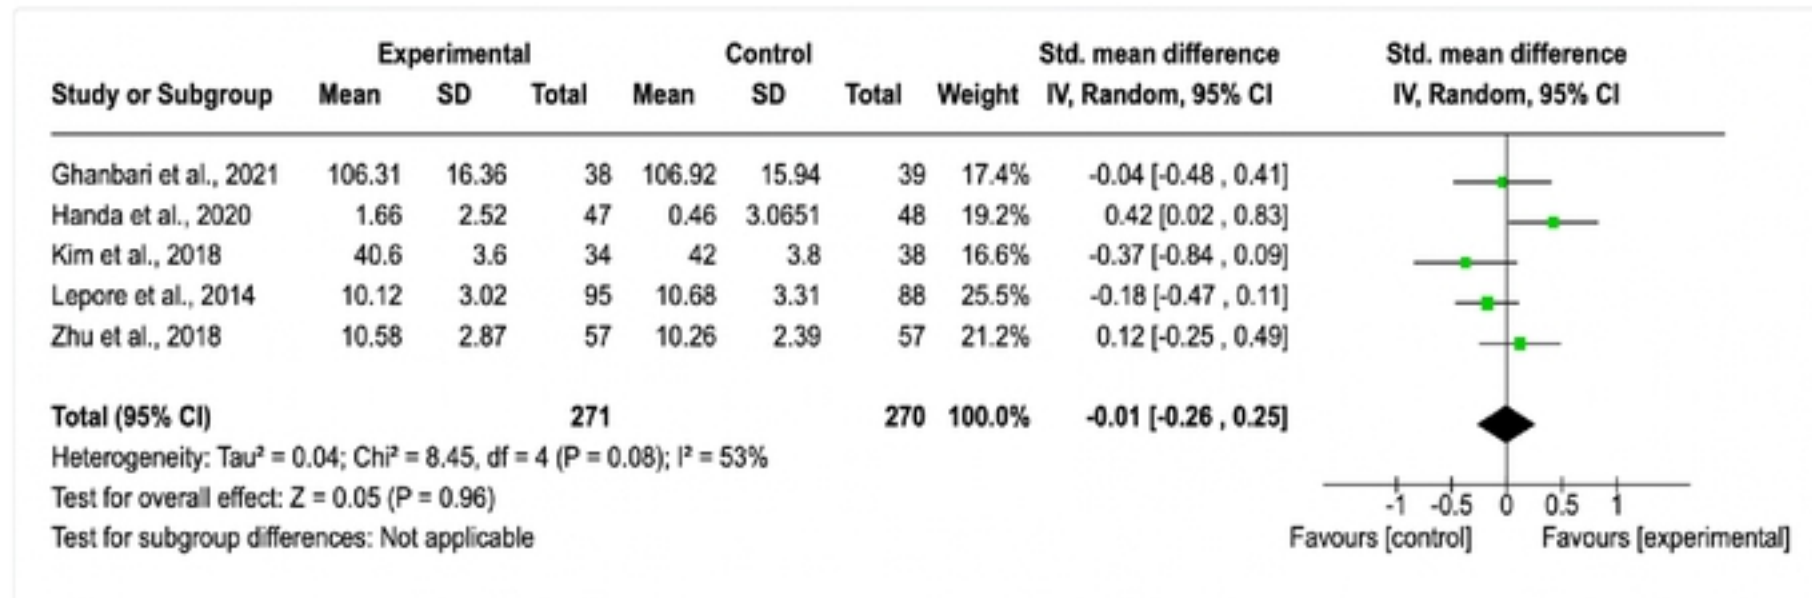 Experimental Control Std. mean difference Std. mean difference
Study or Subgroup Mean SD Total Mean SD Total Weight IV, Random, 95% CI IV, Random, 95% CI
Ghanbari et al., 2021 106.31 16.36 38 106.92 15.94 39 17.4% -0.04 [-0.48 , 0.41]
Handa et al., 2020 1.66 2.52 47 0.46 3.0651 48 19.2% 0.42 [0.02 , 0.83]
Kim et al., 2018 40.6 3.6 34 42 3.8 38 16.6% -0.37 [-0.84 , 0.09]
Lepore et al., 2014 10.12 3.02 95 10.68 3.31 88 25.5% -0.18 [-0.47 , 0.11]
Zhu et al., 2018 10.58 2.87 57 10.26 2.39 57 21.2% 0.12 [-0.25 , 0.49]
Total (95% CI) 271 270 100.0% -0.01 [-0.26 , 0.25]
Heterogeneity: Tau² = 0.04; Chi² = 8.45, df = 4 (P = 0.08); I² = 53%
Test for overall effect: Z = 0.05 (P = 0.96)
Test for subgroup differences: Not applicable
-1 -0.5 0 0.5 1
Favours [control] Favours [experimental]